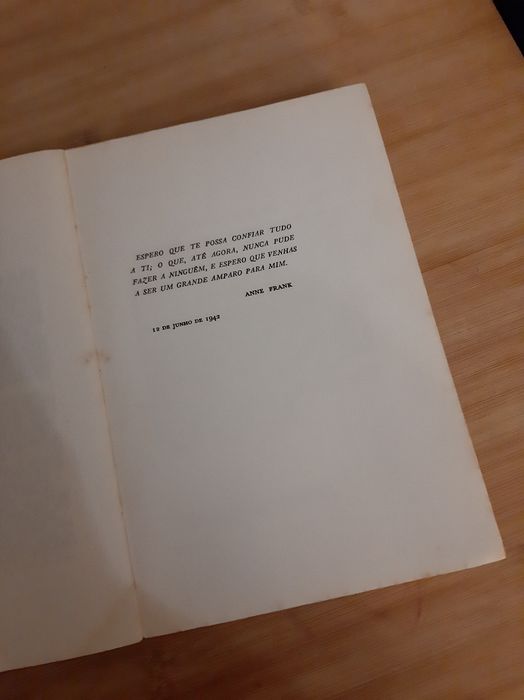 ESPERO QUE TE POSSA CONFIAR TUDO
A TI; O QUE, ATÉ AGORA, NUNCA PUDE
FAZER A NINGUÉM, E ESPERO QUE VENHAS
A SER UM GRANDE AMPARO PARA MIM.
ANNE FRANK
12 DE JUNHO DE 1942